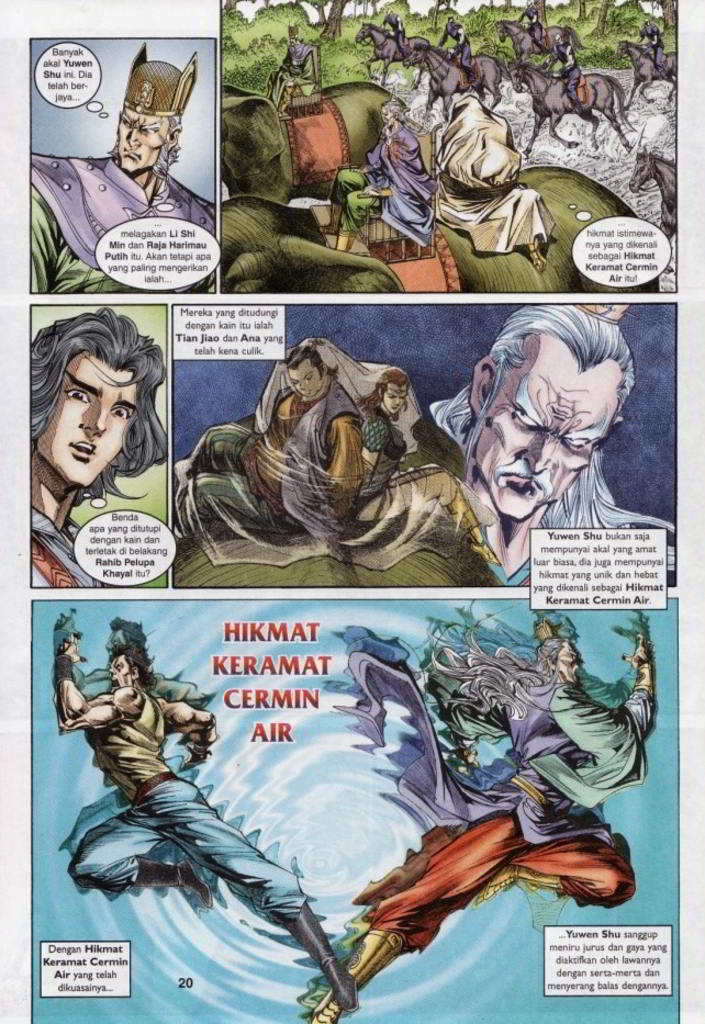 Banyak
akal Yuwen
Shu ini. Dia
telah ber-
jaya...
...
melagakan Li Shi
Min dan Raja Harimau
Putih itu. Akan tetapi apa
yang paling mengerikan
ialah...
...
hikmat istimewa-
nya yang dikenali
sebagai Hikmat
Keramat Cermin
Air itu!
Benda
apa yang ditutupi
dengan kain dan
terletak di belakang
Rahib Pelupa
Khayal itu?
Mereka yang ditudungi
dengan kain itu ialah
Tian Jiao dan Ana yang
telah kena culik.
Yuwen Shu bukan saja
mempunyai akal yang amat
luar biasa, dia juga mempunyai
hikmat yang unik dan hebat
yang dikenali sebagai Hikmat
Keramat Cermin Air.
HIKMAT
KERAMAT
CERMIN
AIR
Dengan Hikmat
Keramat Cermin
Air yang telah
dikuasainya...
...Yuwen Shu sanggup
meniru jurus dan gaya yang
diaktifkan oleh lawannya
dengan serta-merta dan
menyerang balas dengannya.
20